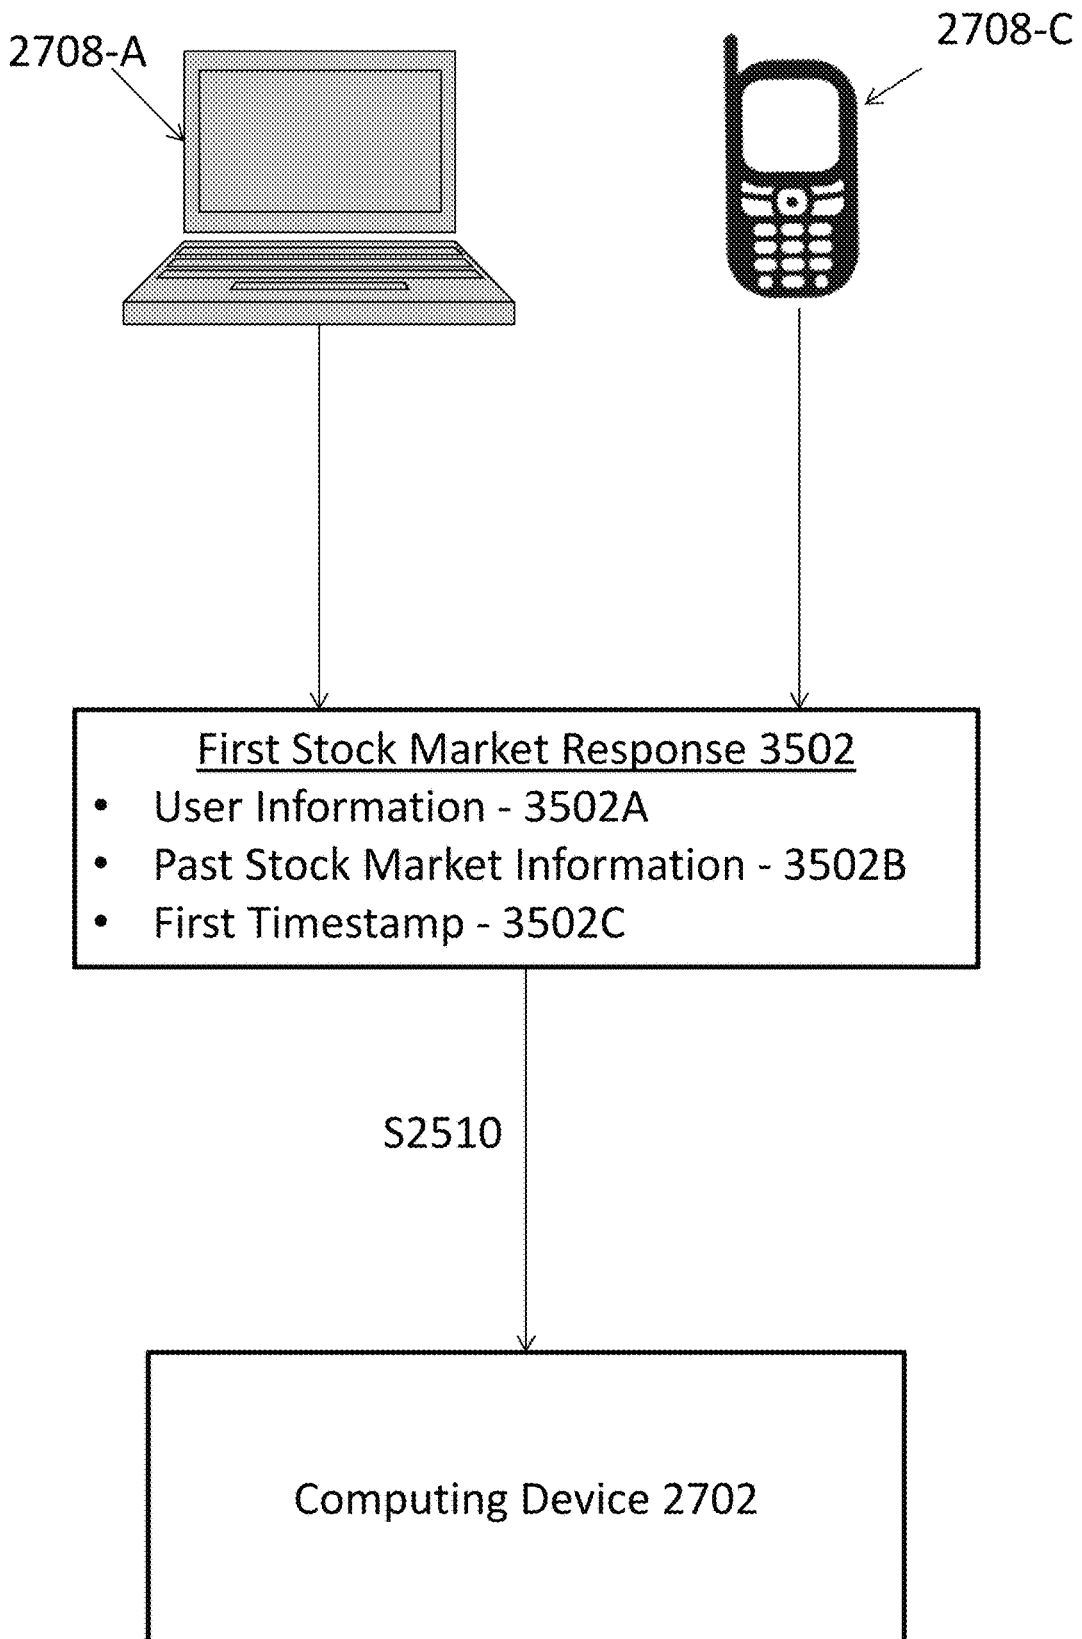 2708-A
2708-C
First Stock Market Response 3502
• User Information - 3502A
• Past Stock Market Information - 3502B
• First Timestamp - 3502C
S2510
Computing Device 2702